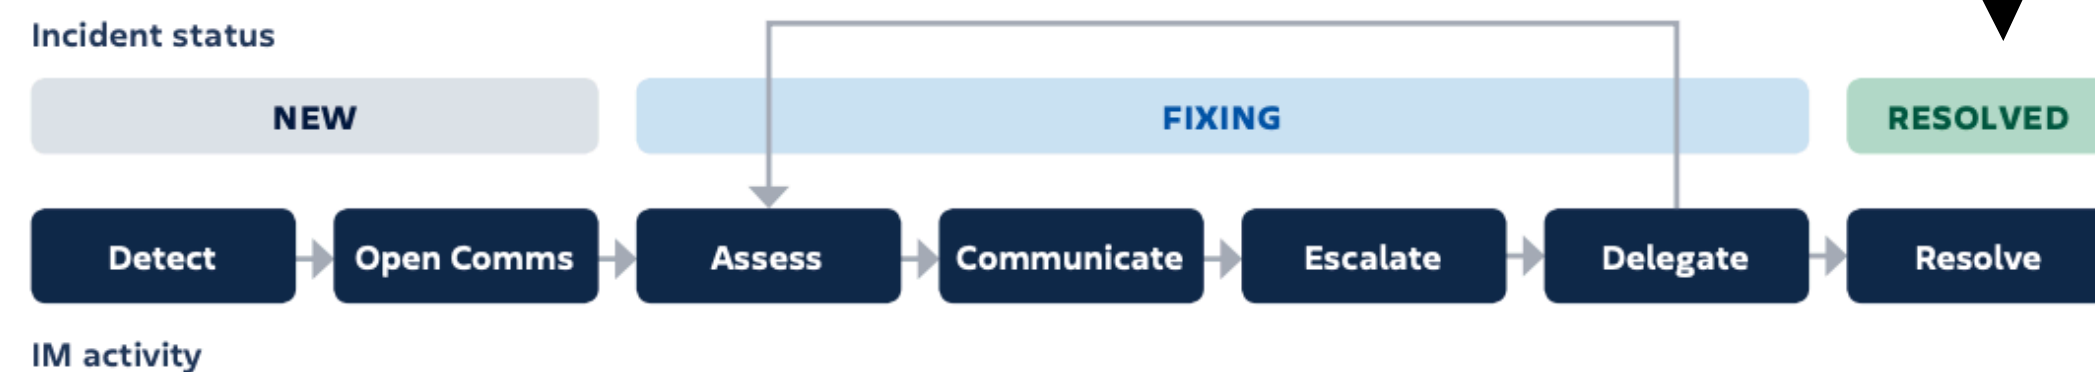 Incident status
NEW
FIXING
RESOLVED
Detect
Open Comms
Assess
Communicate
Escalate
Delegate
Resolve
IM activity